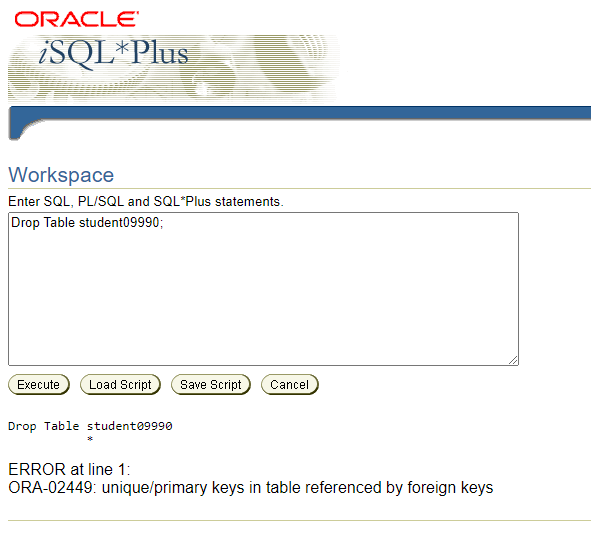 ORACLE
iSQL*Plus
Workspace
Enter SQL, PL/SQL and SQL*Plus statements.
Drop Table student09990;
Execute Load Script Save Script Cancel
Drop Table student09990
*
ERROR at line 1:
ORA-02449: unique/primary keys in table referenced by foreign keys